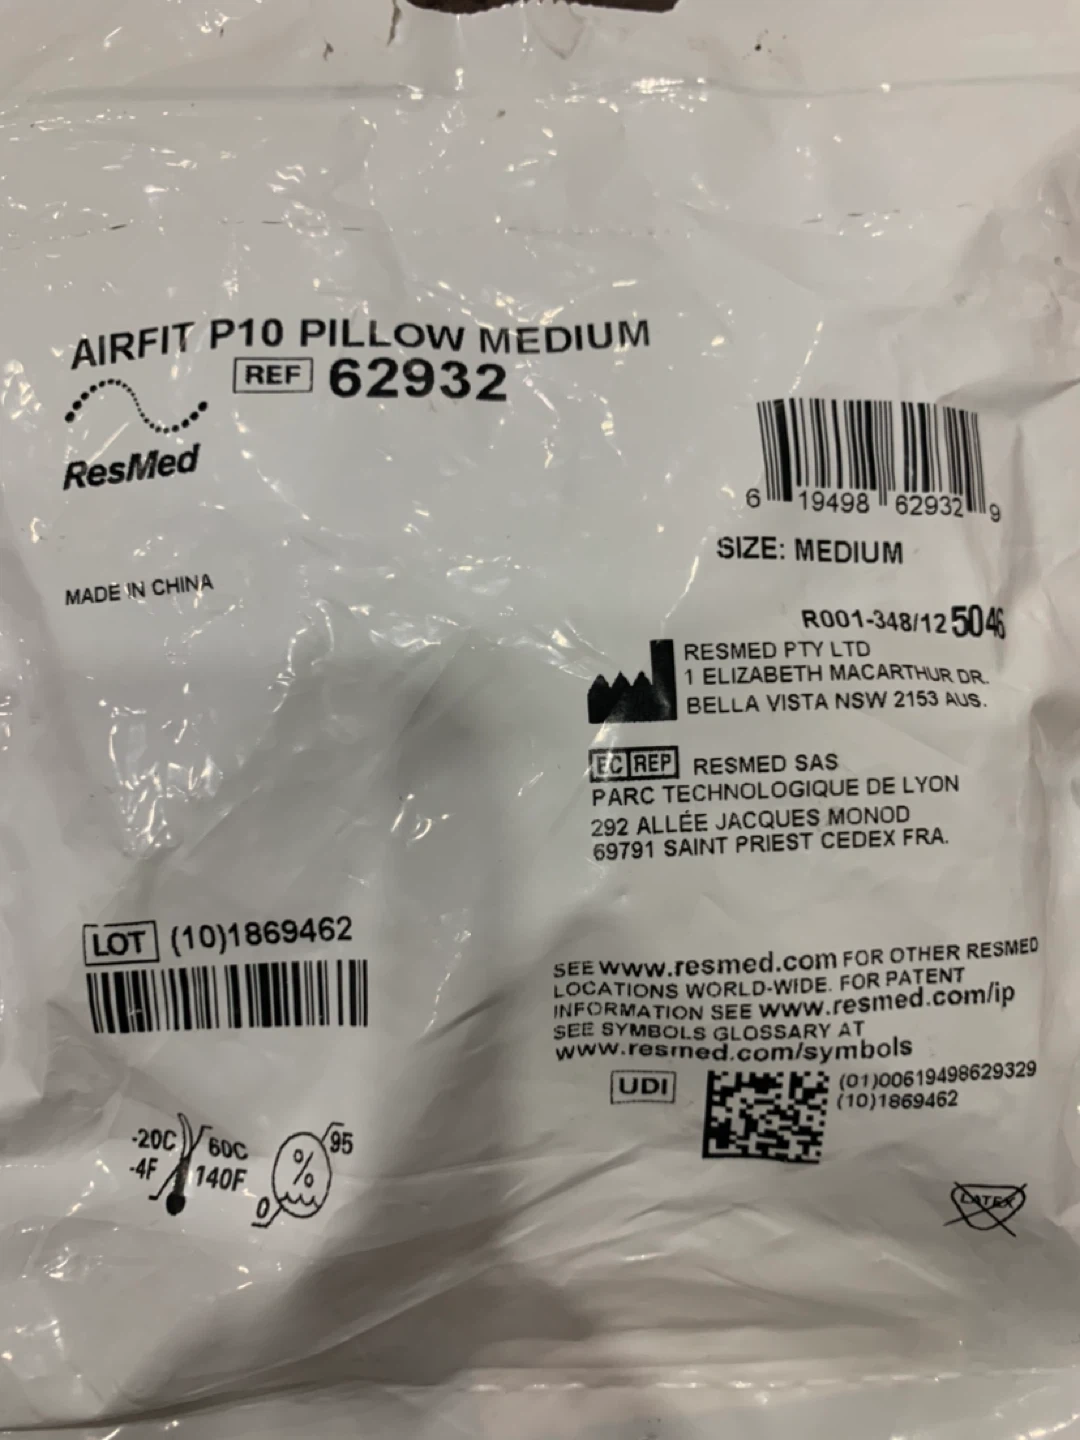 AIRFIT P10 PILLOW MEDIUM
REF 62932
ResMed
6 19498 62932 9
SIZE: MEDIUM
MADE IN CHINA
R001-348/12 5046
RESMED PTY LTD
1 ELIZABETH MACARTHUR DR.
BELLA VISTA NSW 2153 AUS.
EC REP RESMED SAS
PARC TECHNOLOGIQUE DE LYON
292 ALLÉE JACQUES MONOD
69791 SAINT PRIEST CEDEX FRA.
LOT (10)1869462
SEE www.resmed.com FOR OTHER RESMED
LOCATIONS WORLD-WIDE. FOR PATENT
INFORMATION SEE www.resmed.com/ip
SEE SYMBOLS GLOSSARY AT
www.resmed.com/symbols
UDI (01)00619498629329
(10)1869462
-20C 60C
-4F 140F
% 95
0
LATEX